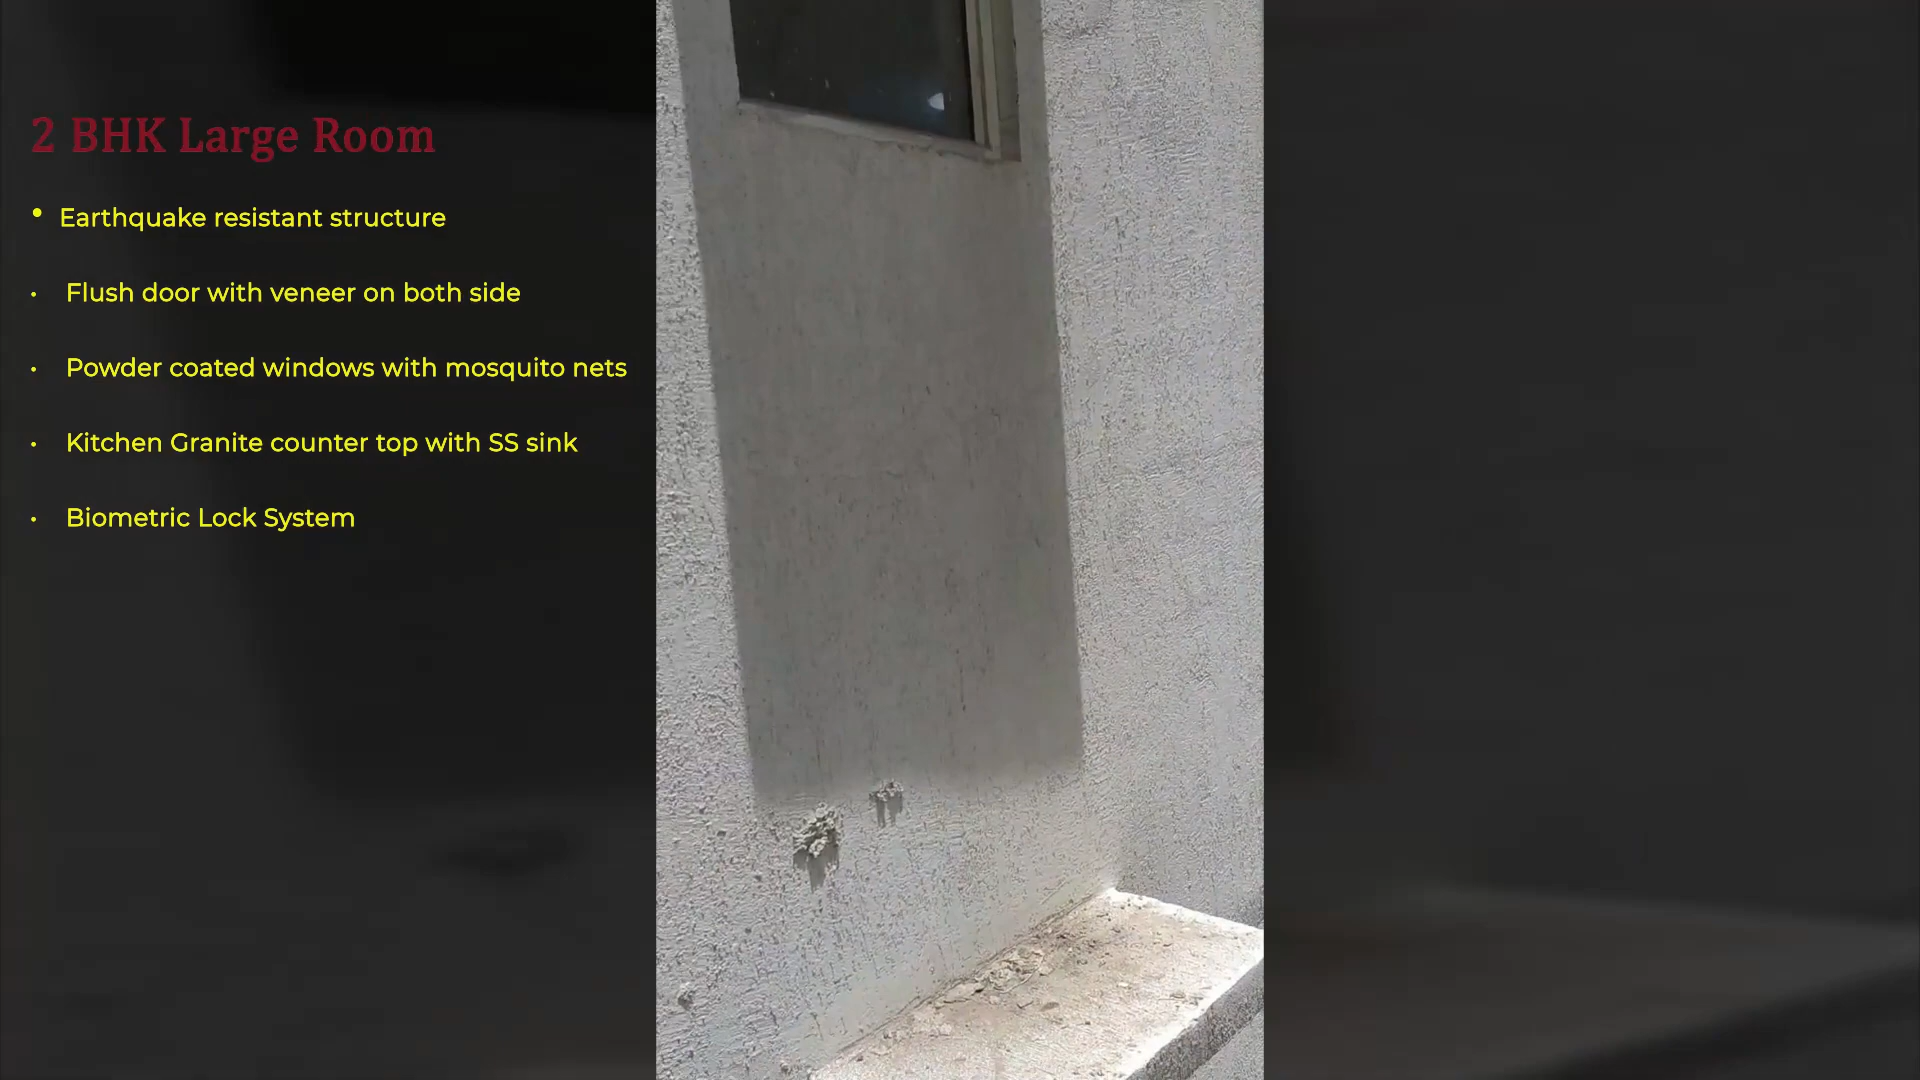 2 BHK Large Room
• Earthquake resistant structure
• Flush door with veneer on both side
• Powder coated windows with mosquito nets
• Kitchen Granite counter top with SS sink
• Biometric Lock System